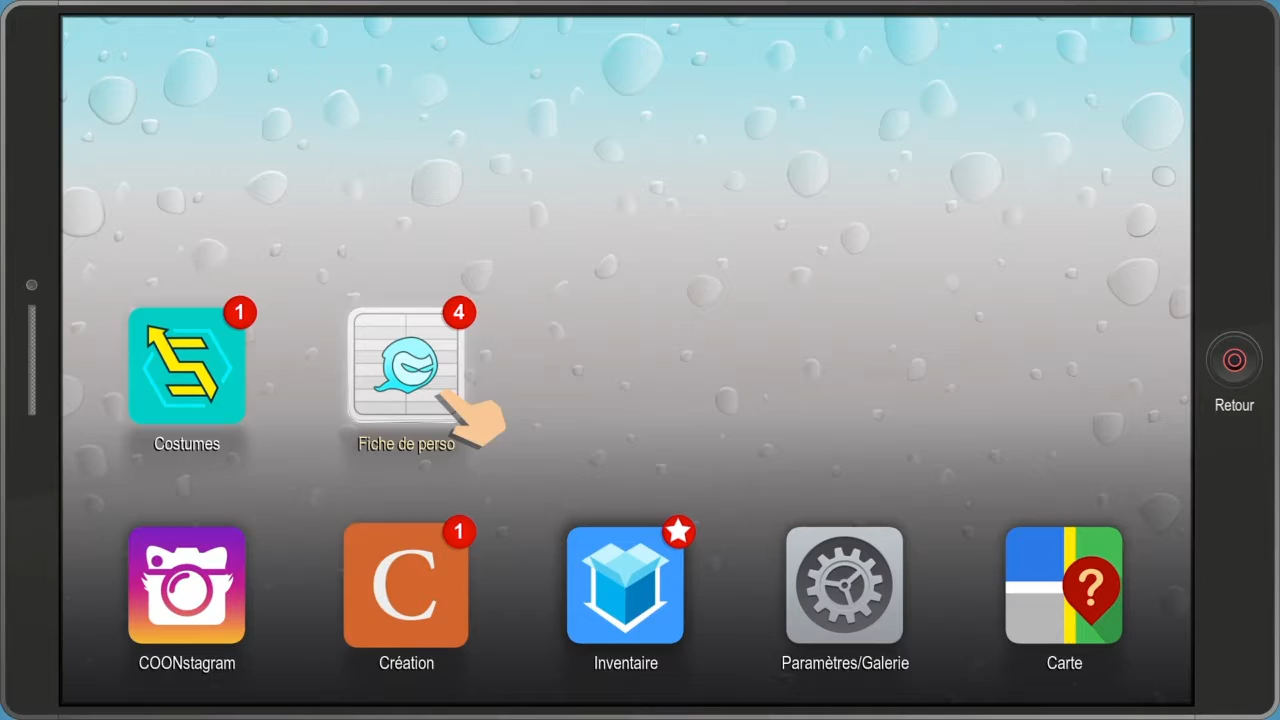 1
4
Costumes
Fiche de perso
1
C
?
COONstagram
Création
Inventaire
Paramètres/Galerie
Carte
Retour